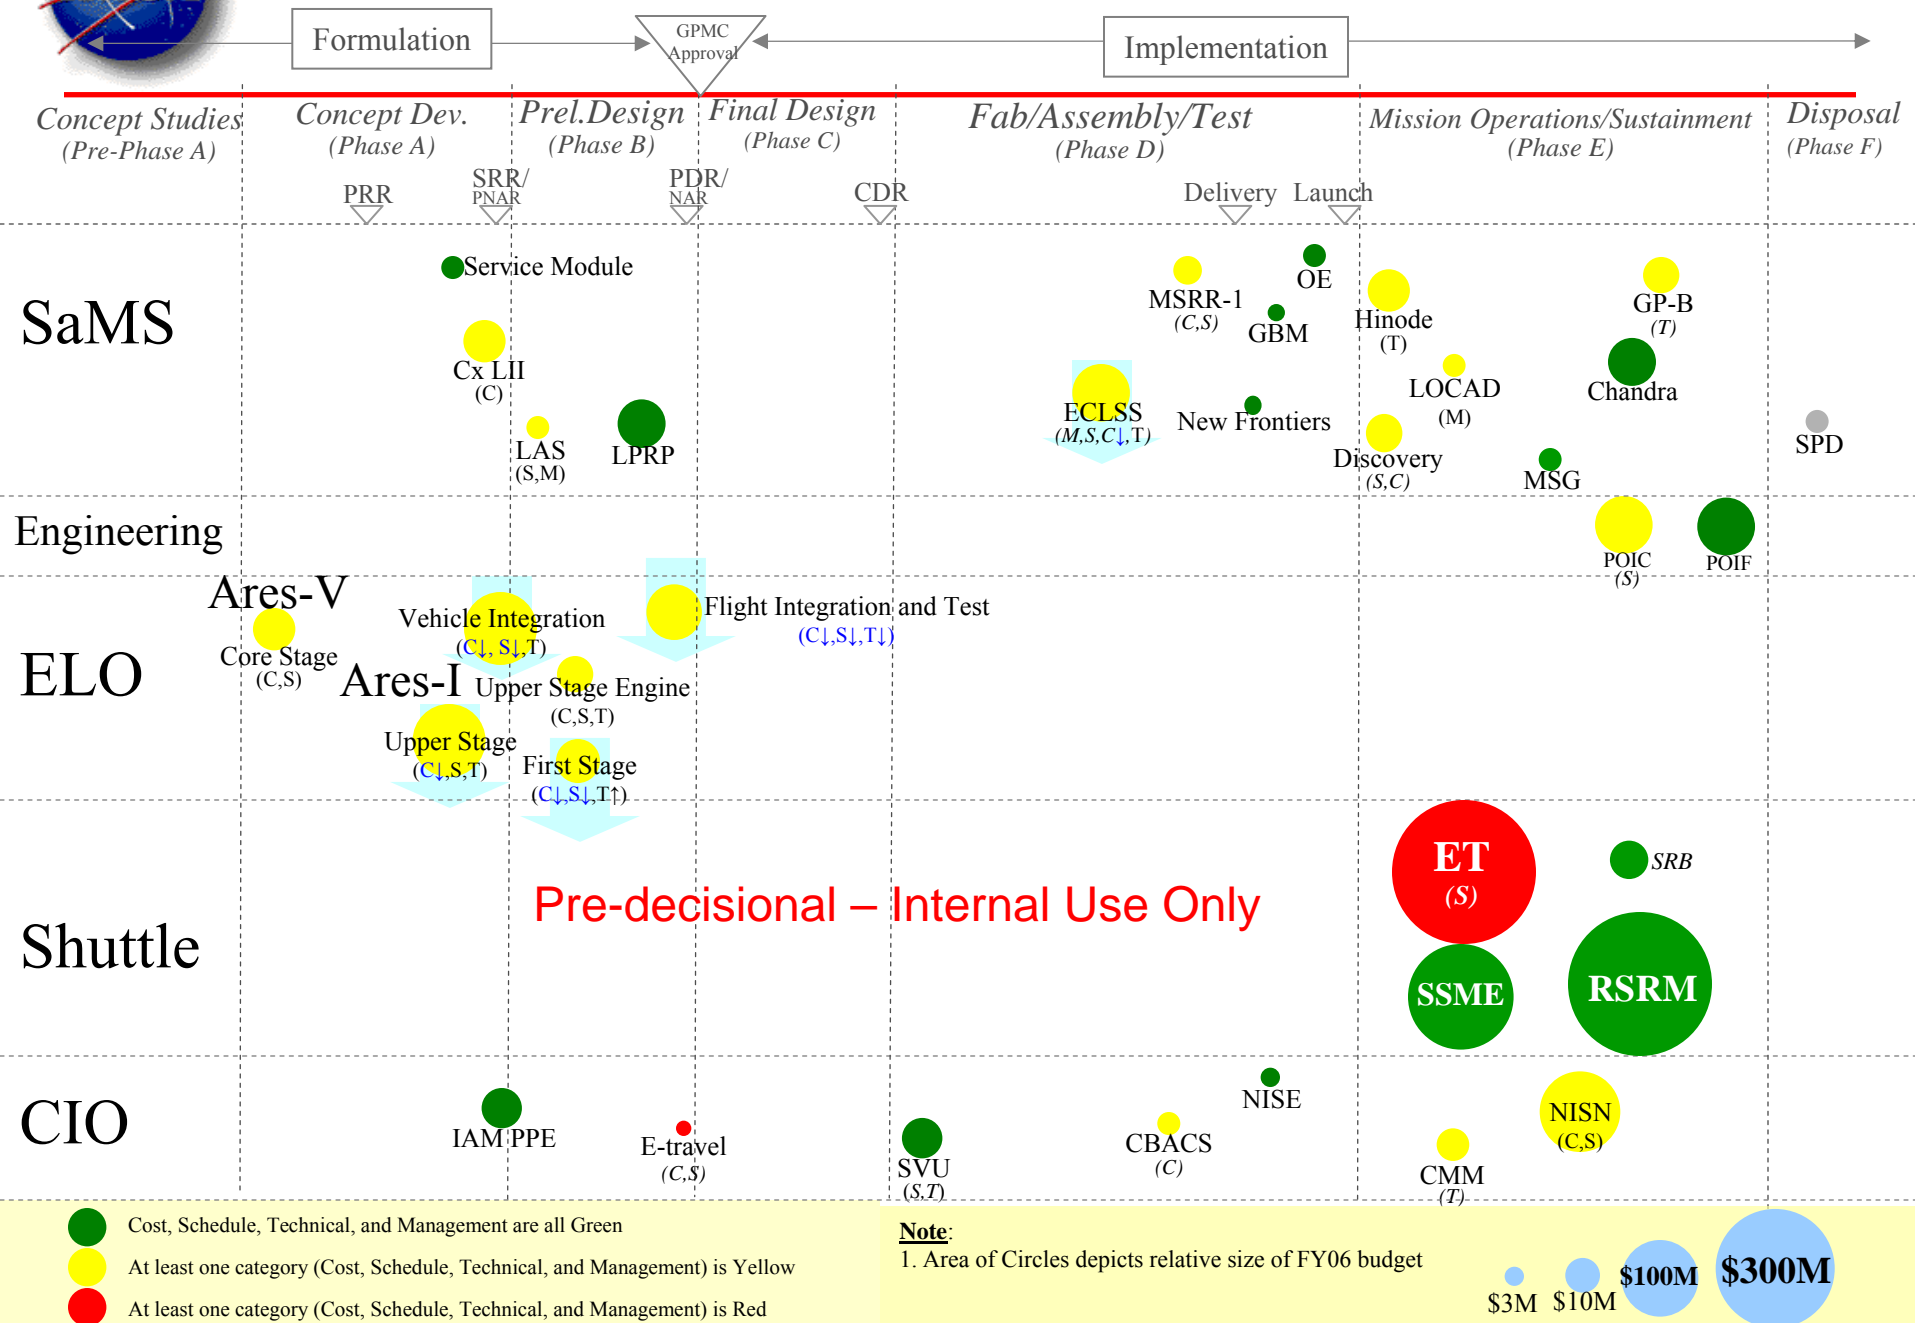 Formulation
GPMC
Approval
Implementation
Concept Studies
(Pre-Phase A)
Concept Dev.
(Phase A)
Prel.Design
(Phase B)
Final Design
(Phase C)
Fab/Assembly/Test
(Phase D)
Mission Operations/Sustainment
(Phase E)
Disposal
(Phase F)
PRR
SRR/
PNAR
PDR/
NAR
CDR
Delivery
Launch
SaMS
Service Module
Cx LII
(C)
LAS
(S,M)
LPRP
MSRR-1
(C,S)
OE
GBM
ECLSS
(M,S,C↓,T)
New Frontiers
Hinode
(T)
LOCAD
(M)
Discovery
(S,C)
MSG
GP-B
(T)
Chandra
SPD
Engineering
POIC
(S)
POIF
ELO
Ares-V
Core Stage
(C,S)
Vehicle Integration
(C↓, S↓,T)
Flight Integration and Test
(C↓,S↓,T↓)
Ares-I
Upper Stage Engine
(C,S,T)
Upper Stage
(C↓,S,T)
First Stage
(C↓,S↓,T↑)
Shuttle
Pre-decisional – Internal Use Only
ET
(S)
SRB
SSME
RSRM
CIO
IAM PPE
E-travel
(C,S)
SVU
(S,T)
CBACS
(C)
NISE
CMM
(T)
NISN
(C,S)
Cost, Schedule, Technical, and Management are all Green
At least one category (Cost, Schedule, Technical, and Management) is Yellow
At least one category (Cost, Schedule, Technical, and Management) is Red
Note:
1. Area of Circles depicts relative size of FY06 budget
$3M
$10M
$100M
$300M